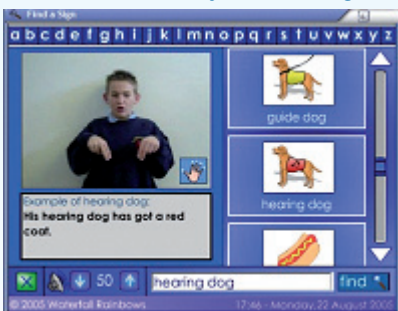 Find a Sign
a b c d e f g h i j k l m n o p q r s t u v w x y z
guide dog
hearing dog
Example of hearing dog:
His hearing dog has got a red
coat.
50
hearing dog
find
© 2005 Waterfall Rainbows
17:46 - Monday, 22 August 2005